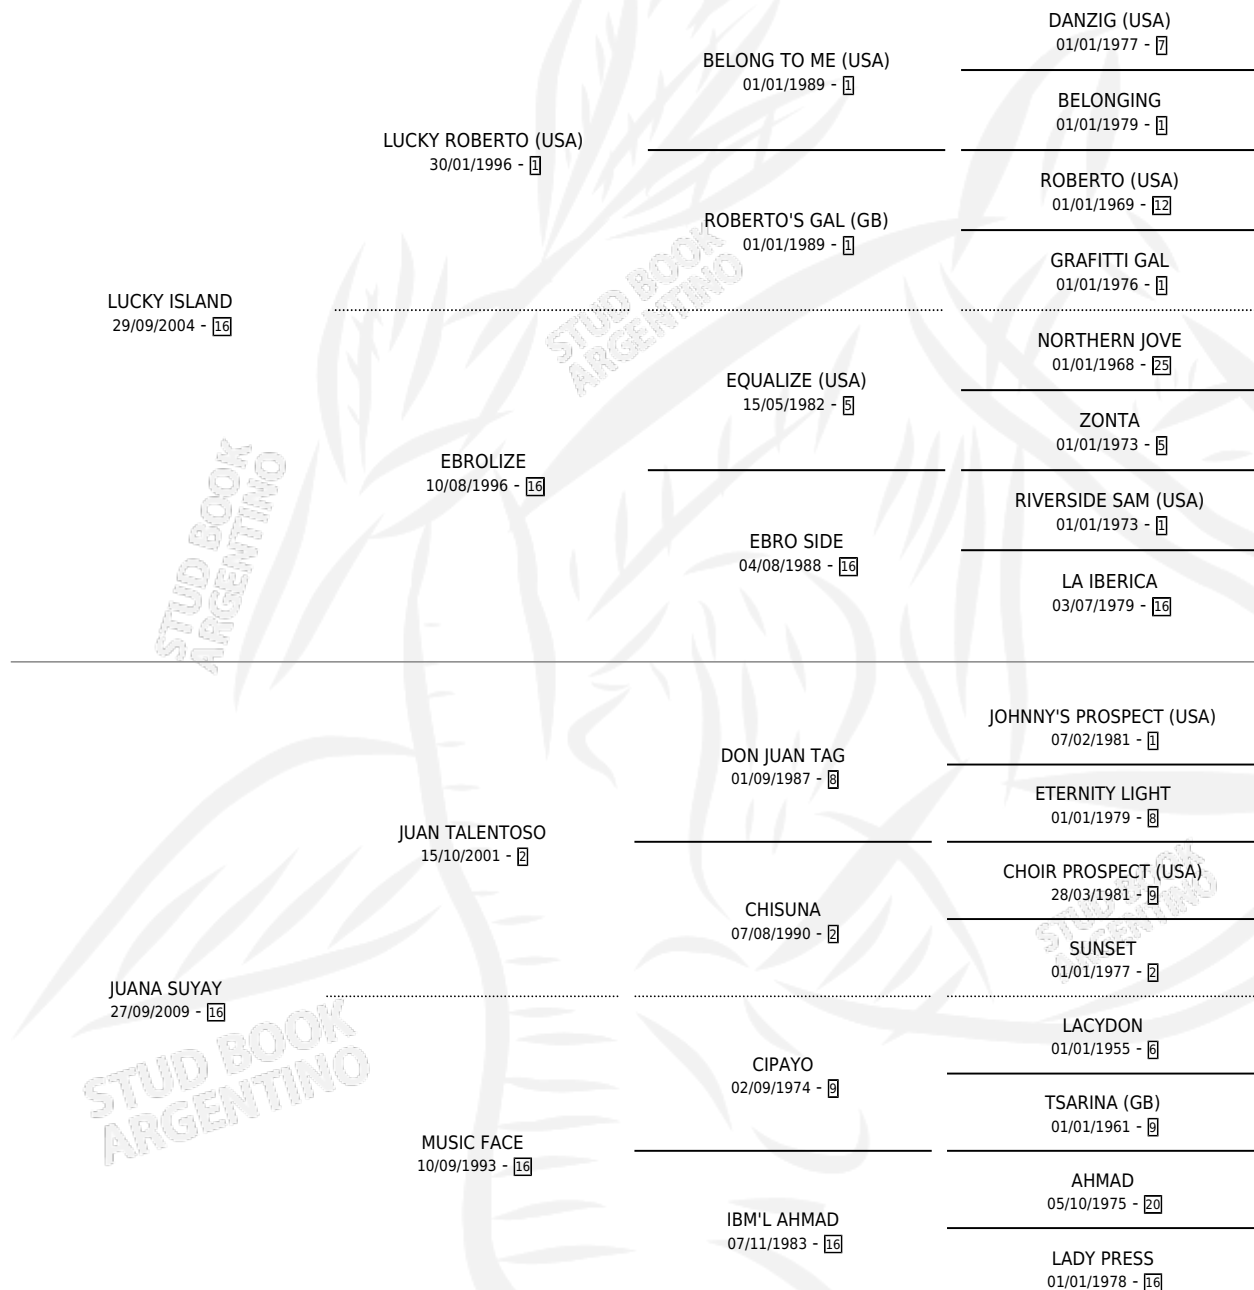 DANZIG (USA)
01/01/1977 - 7
BELONG TO ME (USA)
01/01/1989 - 1
BELONGING
01/01/1979 - 1
LUCKY ROBERTO (USA)
30/01/1996 - 1
ROBERTO (USA)
01/01/1969 - 12
ROBERTO'S GAL (GB)
01/01/1989 - 1
GRAFITTI GAL
01/01/1976 - 1
LUCKY ISLAND
29/09/2004 - 16
NORTHERN JOVE
01/01/1968 - 25
EQUALIZE (USA)
15/05/1982 - 5
ZONTA
01/01/1973 - 5
EBROLIZE
10/08/1996 - 16
RIVERSIDE SAM (USA)
01/01/1973 - 1
EBRO SIDE
04/08/1988 - 16
LA IBERICA
03/07/1979 - 16
JOHNNY'S PROSPECT (USA)
07/02/1981 - 1
DON JUAN TAG
01/09/1987 - 8
ETERNITY LIGHT
01/01/1979 - 8
JUAN TALENTOSO
15/10/2001 - 2
CHOIR PROSPECT (USA)
28/03/1981 - 9
CHISUNA
07/08/1990 - 2
SUNSET
01/01/1977 - 2
JUANA SUYAY
27/09/2009 - 16
LACYDON
01/01/1955 - 6
CIPAYO
02/09/1974 - 9
TSARINA (GB)
01/01/1961 - 9
MUSIC FACE
10/09/1993 - 16
AHMAD
05/10/1975 - 20
IBM'L AHMAD
07/11/1983 - 16
LADY PRESS
01/01/1978 - 16
STUD BOOK
ARGENTINO
STUD BOOK
ARGENTINO
STUD BOOK
ARGENTINO
STUD BOOK
ARGENTINO